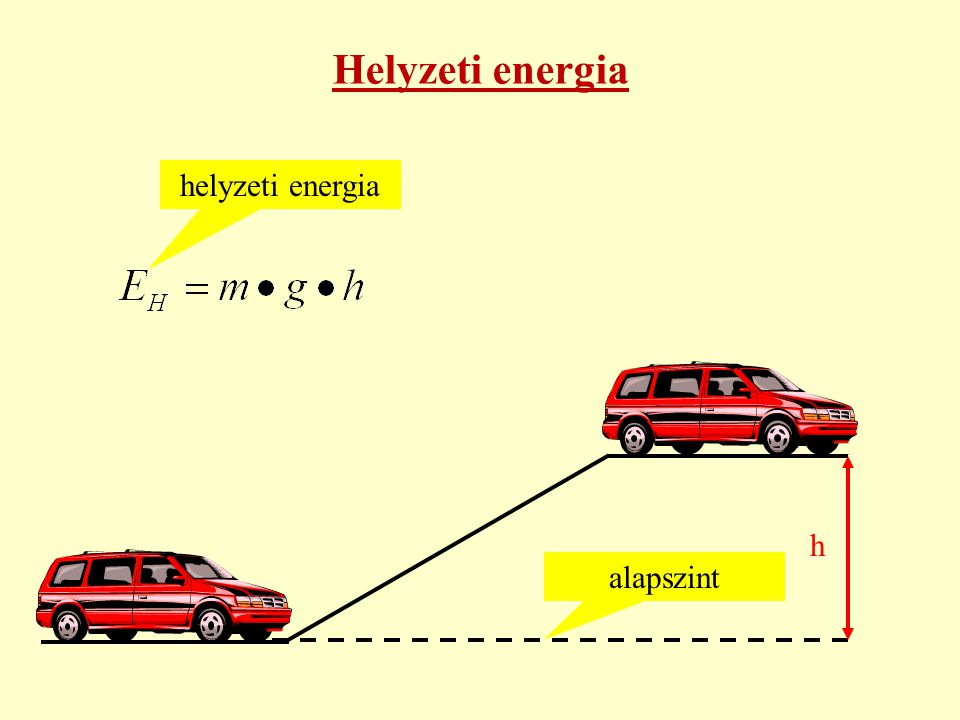 Helyzeti energia
helyzeti energia
E_H = m • g • h
h
alapszint